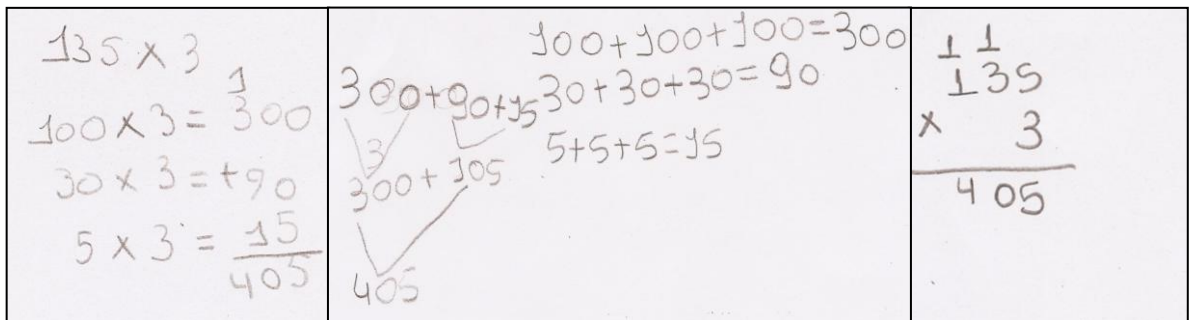 135 x 3
1
100 x 3 = 300
30 x 3 = +90
5 x 3 = 15
405
100+100+100=300
300+90+15
30+30+30=90
5+5+5=15
3
300+105
405
1 1
135
x 3
405